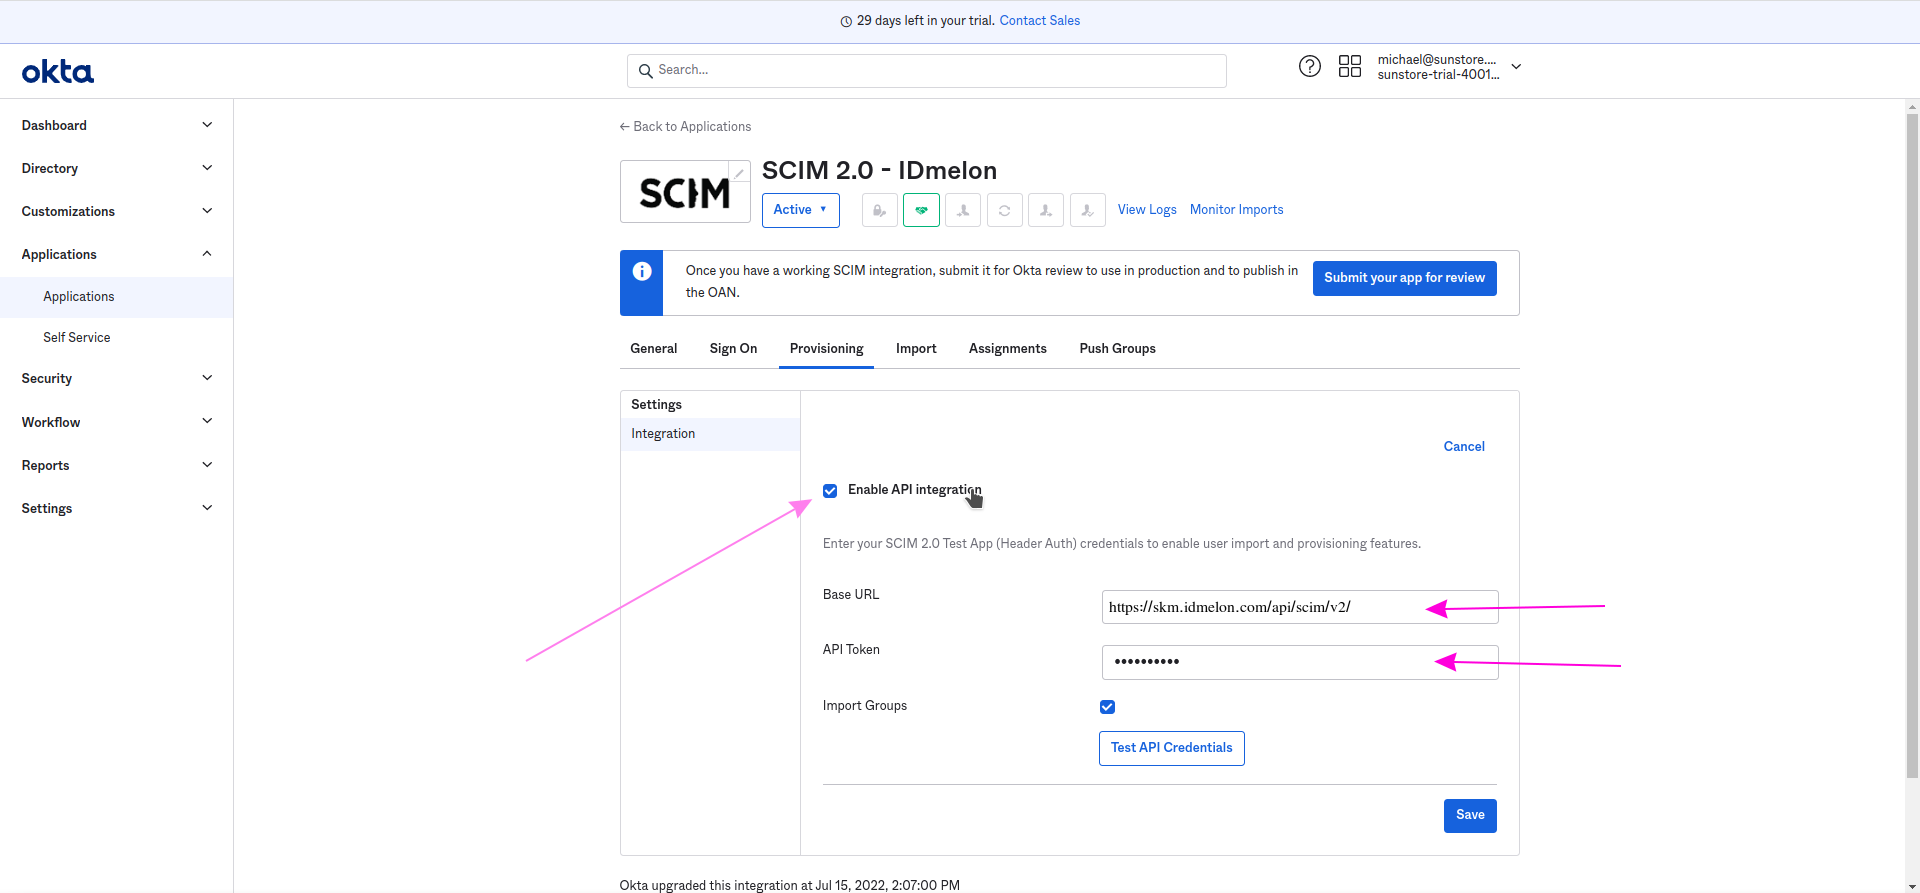 29 days left in your trial. Contact Sales
okta
Search...
michael@sunstore....
sunstore-trial-4001...
Dashboard
Directory
Customizations
Applications
Applications
Self Service
Security
Workflow
Reports
Settings
← Back to Applications
SCIM
SCIM 2.0 - IDmelon
Active
View Logs
Monitor Imports
Once you have a working SCIM integration, submit it for Okta review to use in production and to publish in
the OAN.
Submit your app for review
General
Sign On
Provisioning
Import
Assignments
Push Groups
Settings
Integration
Cancel
Enable API integration
Enter your SCIM 2.0 Test App (Header Auth) credentials to enable user import and provisioning features.
Base URL
https://skm.idmelon.com/api/scim/v2/
API Token
••••••••••
Import Groups
Test API Credentials
Save
Okta upgraded this integration at Jul 15, 2022, 2:07:00 PM